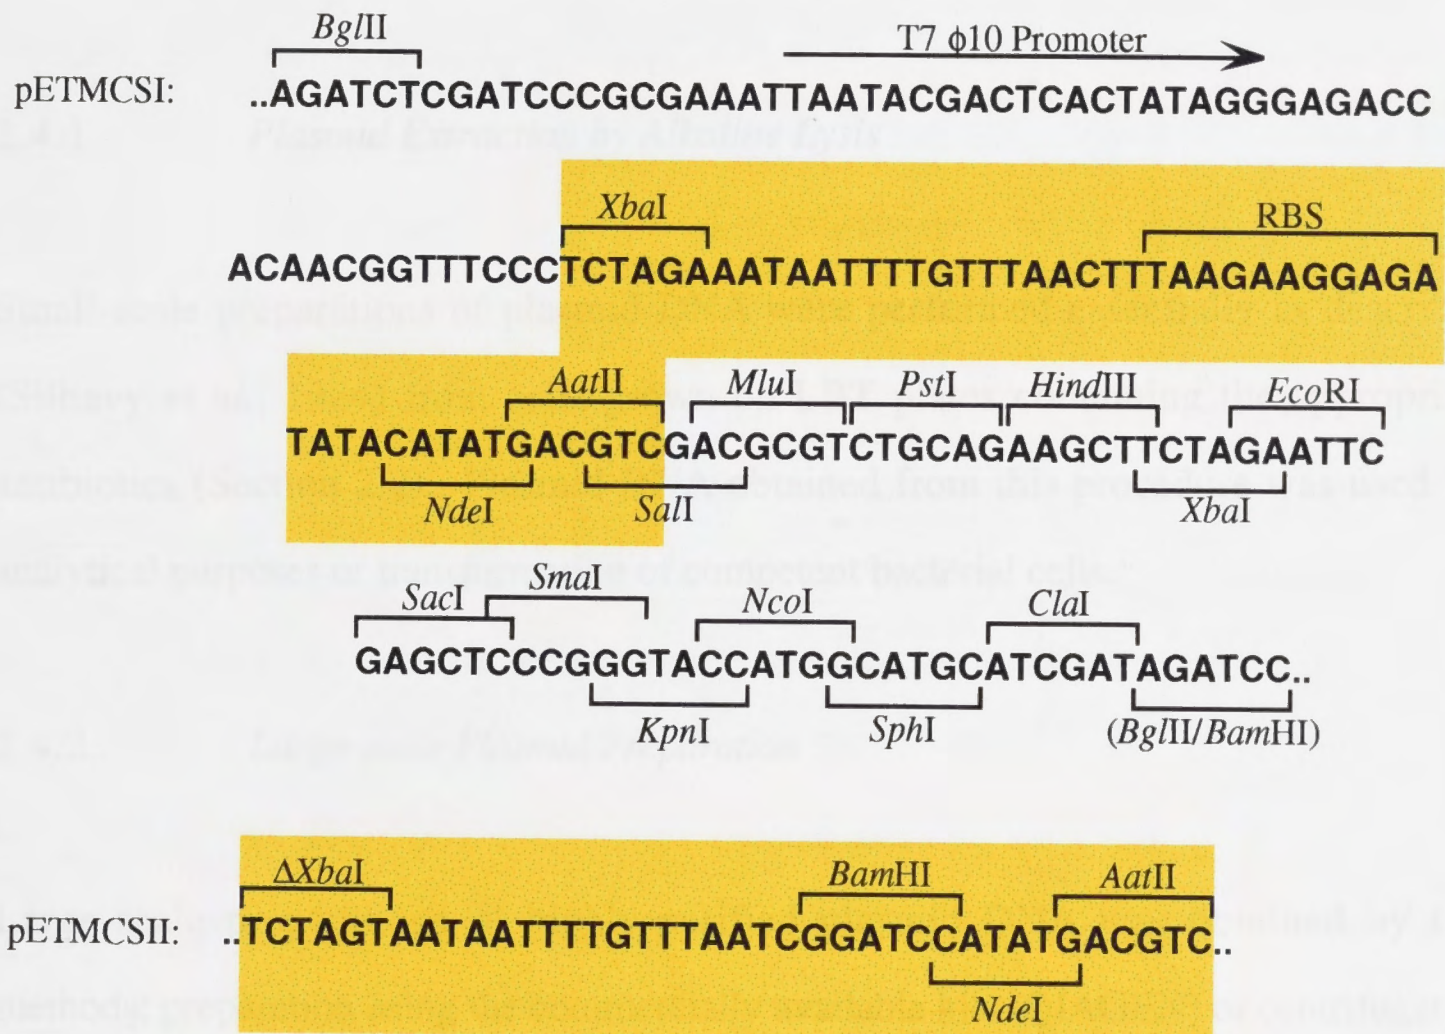 BglII
T7 ϕ10 Promoter
pETMCSI: ..AGATCTCGATCCCGCGAAATTAATACGACTCACTATAGGGAGACC
XbaI RBS
ACAACGGTTTCCCTCTAGAAATAATTTTGTTTAACTTTAAGAAGGAGA
AatII MluI PstI HindIII EcoRI
TATACATATGACGTCGACGCGTCTGCAGAAGCTTCTAGAATTC
NdeI SalI XbaI
SacI SmaI NcoI ClaI
GAGCTCCCGGGTACCATGGCATGCATCGATAGATCC..
KpnI SphI (BglII/BamHI)
ΔXbaI BamHI AatII
pETMCSII: ..TCTAGTAATAATTTTGTTTAATCGGATCCATATGACGTC..
NdeI